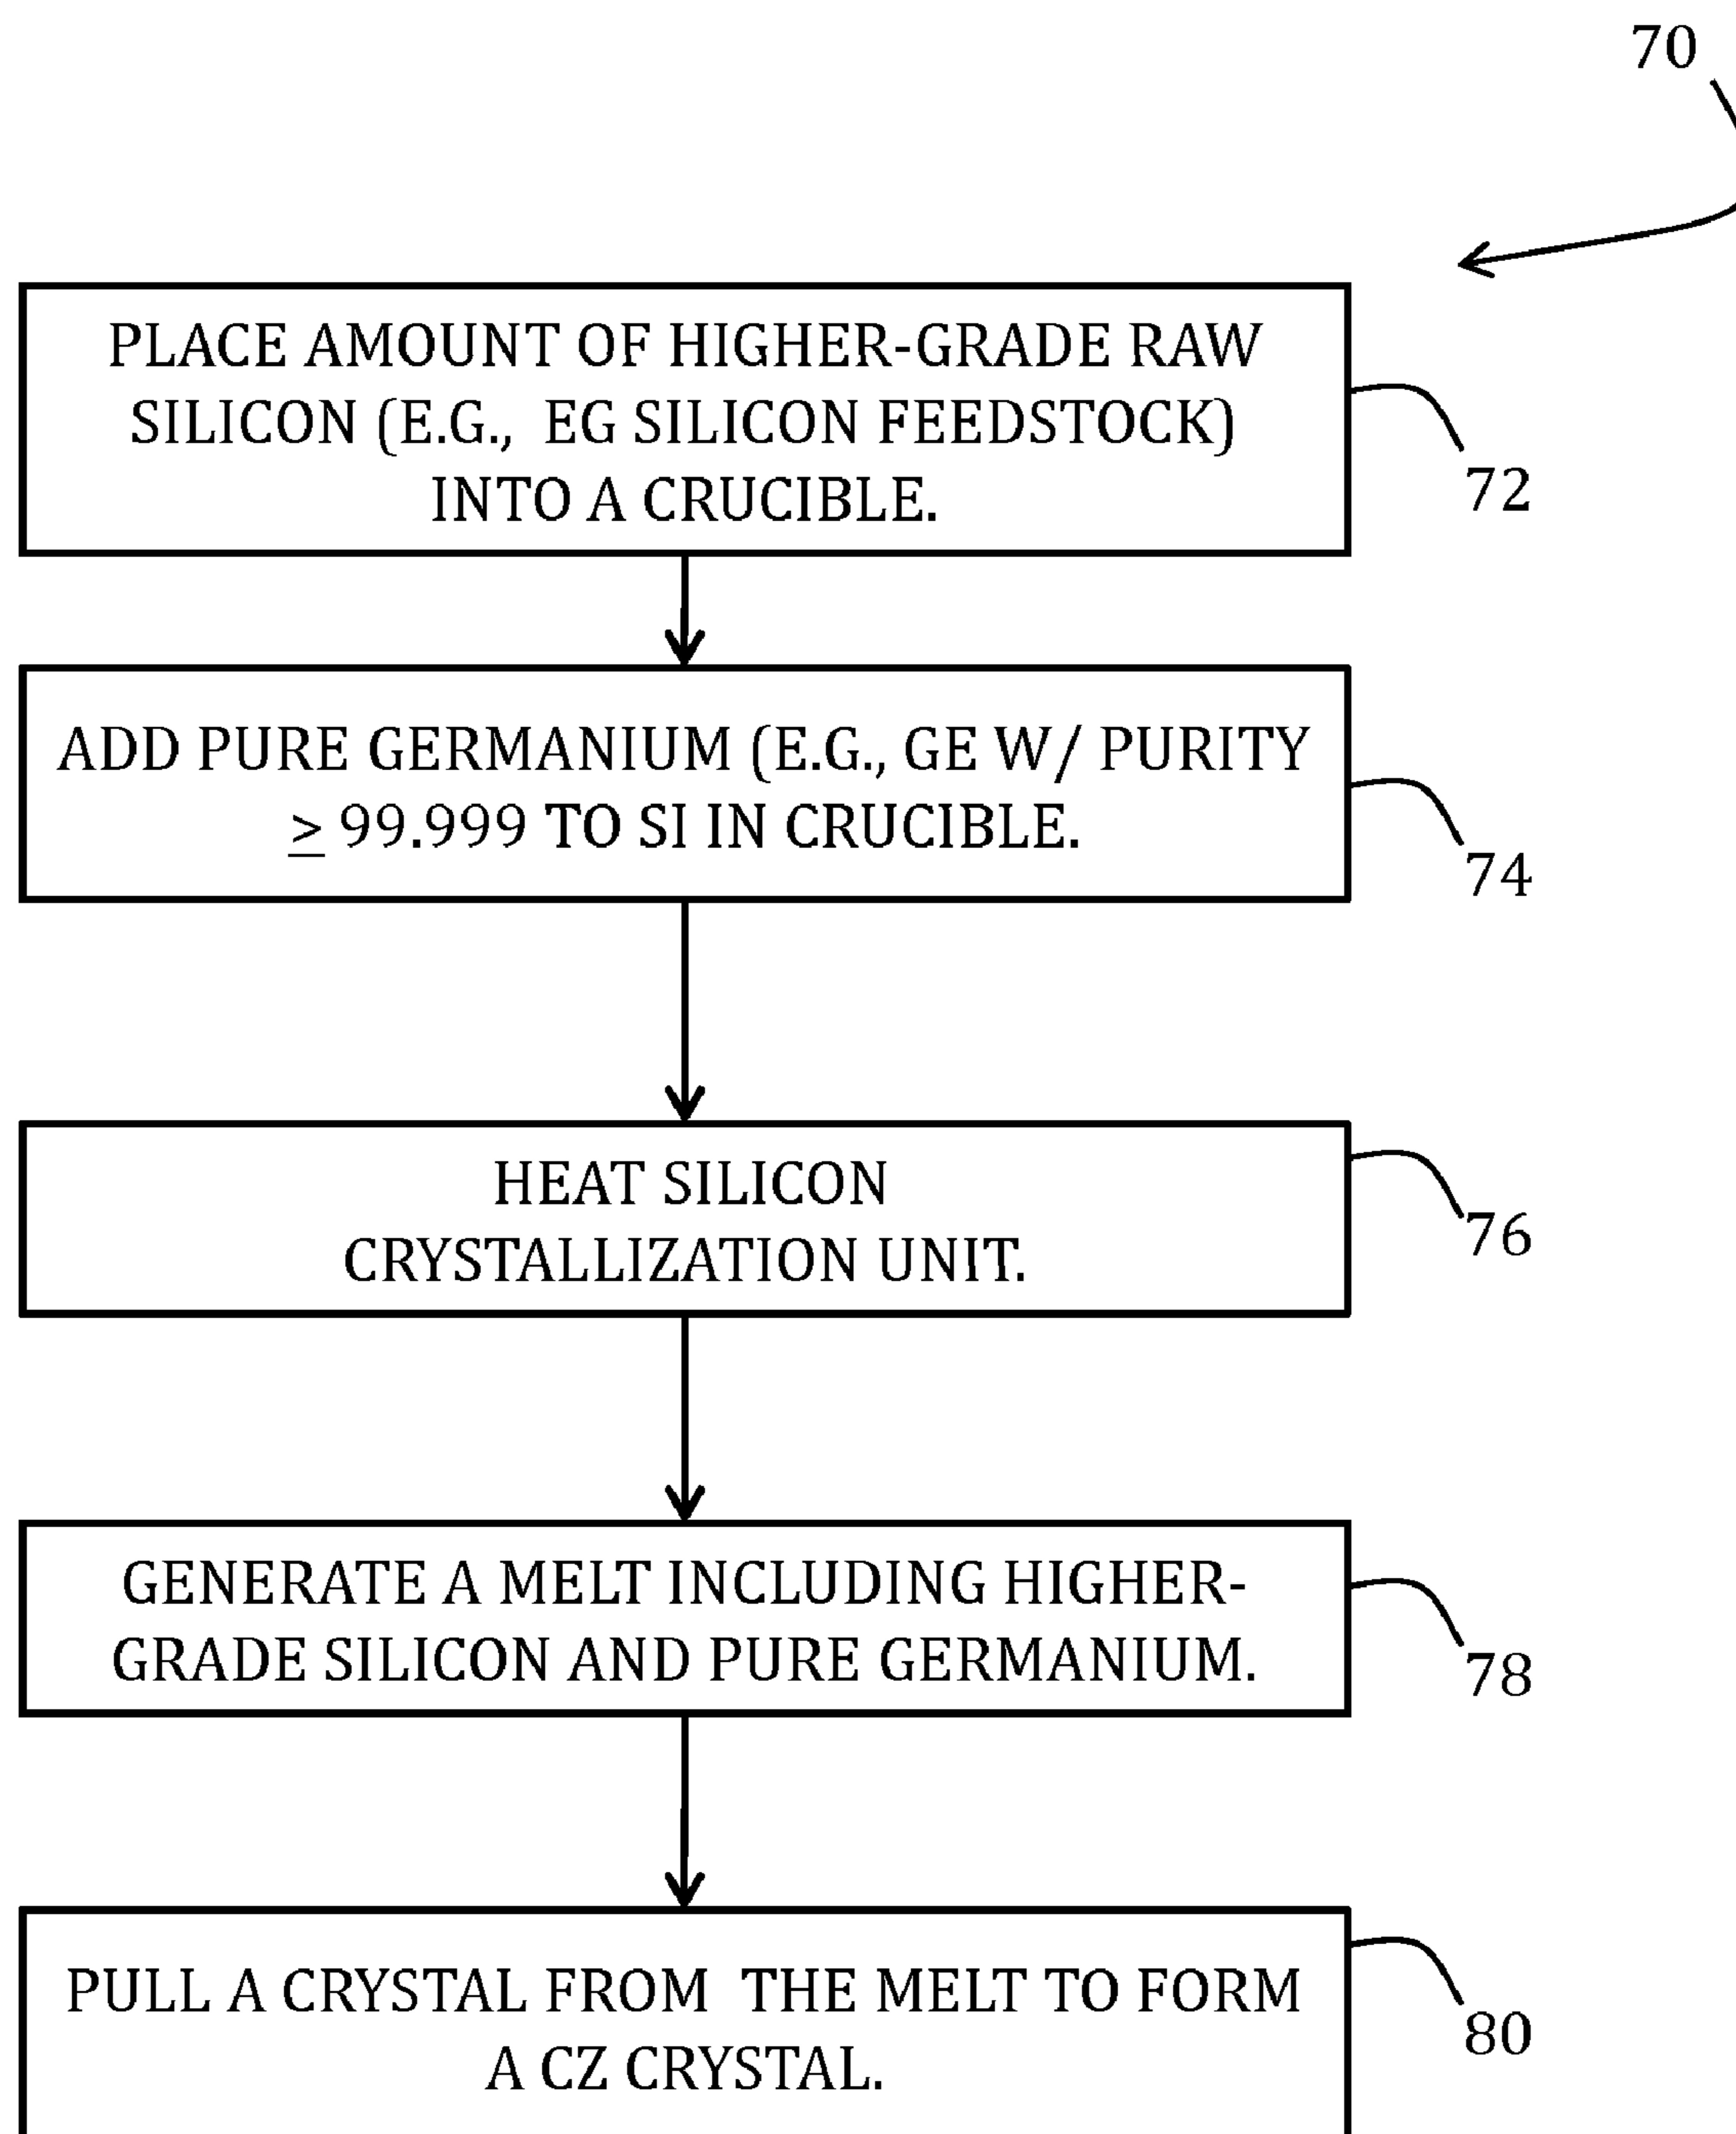 70
PLACE AMOUNT OF HIGHER-GRADE RAW
SILICON (E.G., EG SILICON FEEDSTOCK)
INTO A CRUCIBLE.
72
ADD PURE GERMANIUM (E.G., GE W/ PURITY
≥ 99.999 TO SI IN CRUCIBLE.
74
HEAT SILICON
CRYSTALLIZATION UNIT.
76
GENERATE A MELT INCLUDING HIGHER-
GRADE SILICON AND PURE GERMANIUM.
78
PULL A CRYSTAL FROM THE MELT TO FORM
A CZ CRYSTAL.
80